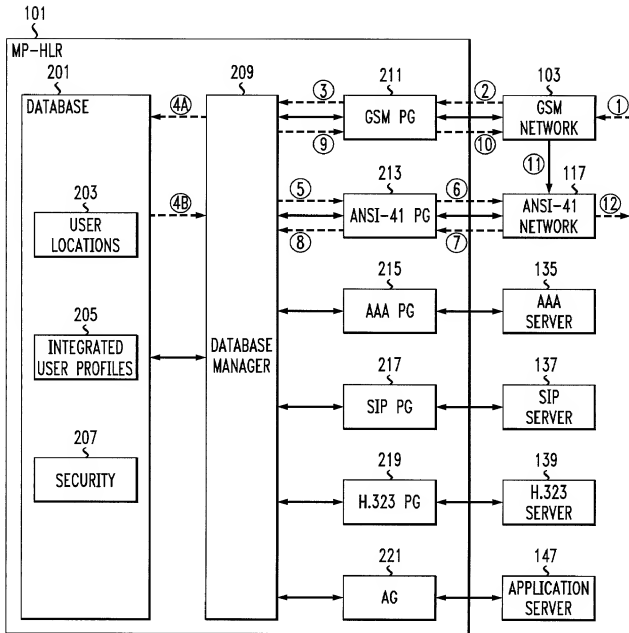 101
MP-HLR
201
209
211
103
DATABASE
4A
3
GSM PG
2
GSM NETWORK
1
9
10
11
203
USER LOCATIONS
4B
5
213
ANSI-41 PG
6
117
ANSI-41 NETWORK
12
8
7
205
INTEGRATED USER PROFILES
DATABASE MANAGER
215
AAA PG
135
AAA SERVER
217
SIP PG
137
SIP SERVER
207
SECURITY
219
H.323 PG
139
H.323 SERVER
221
AG
147
APPLICATION SERVER